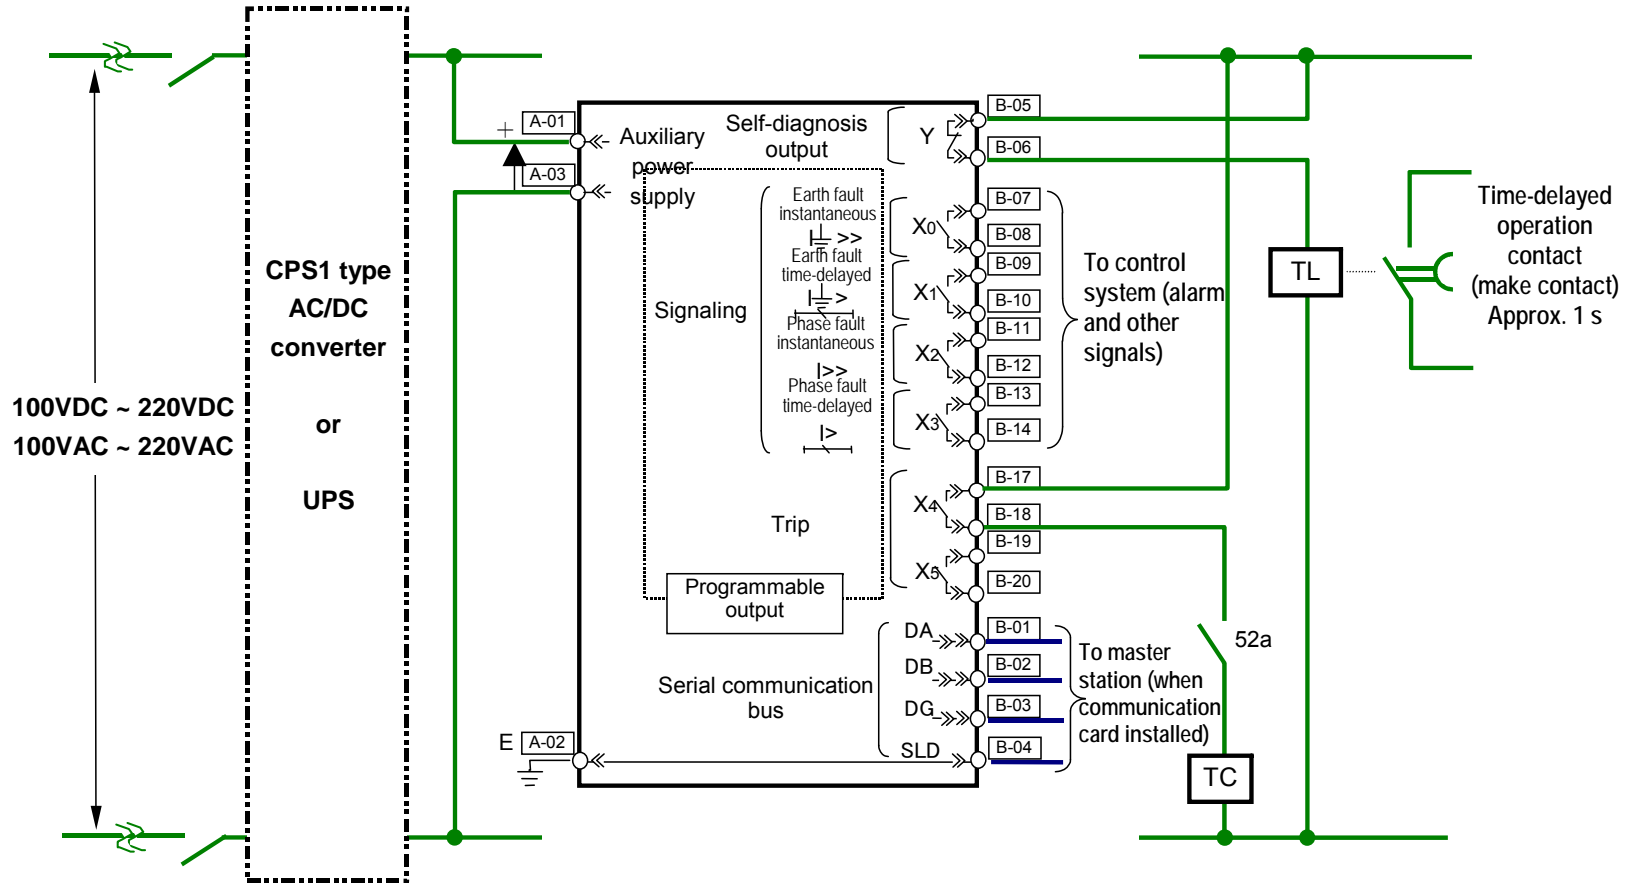 100VDC ~ 220VDC
100VAC ~ 220VAC
CPS1 type
AC/DC
converter
or
UPS
+
A-01
A-03
Auxiliary
power
supply
Self-diagnosis
output
Y
B-05
B-06
Signaling
Earth fault
instantaneous
I >>
Earth fault
time-delayed
I >
Phase fault
instantaneous
I>>
Phase fault
time-delayed
I>
X0
X1
X2
X3
B-07
B-08
B-09
B-10
B-11
B-12
B-13
B-14
To control
system (alarm
and other
signals)
Trip
X4
X5
B-17
B-18
B-19
B-20
Programmable
output
Serial communication
bus
DA
DB
DG
SLD
B-01
B-02
B-03
B-04
To master
station (when
communication
card installed)
E
A-02
TL
Time-delayed
operation
contact
(make contact)
Approx. 1 s
52a
TC